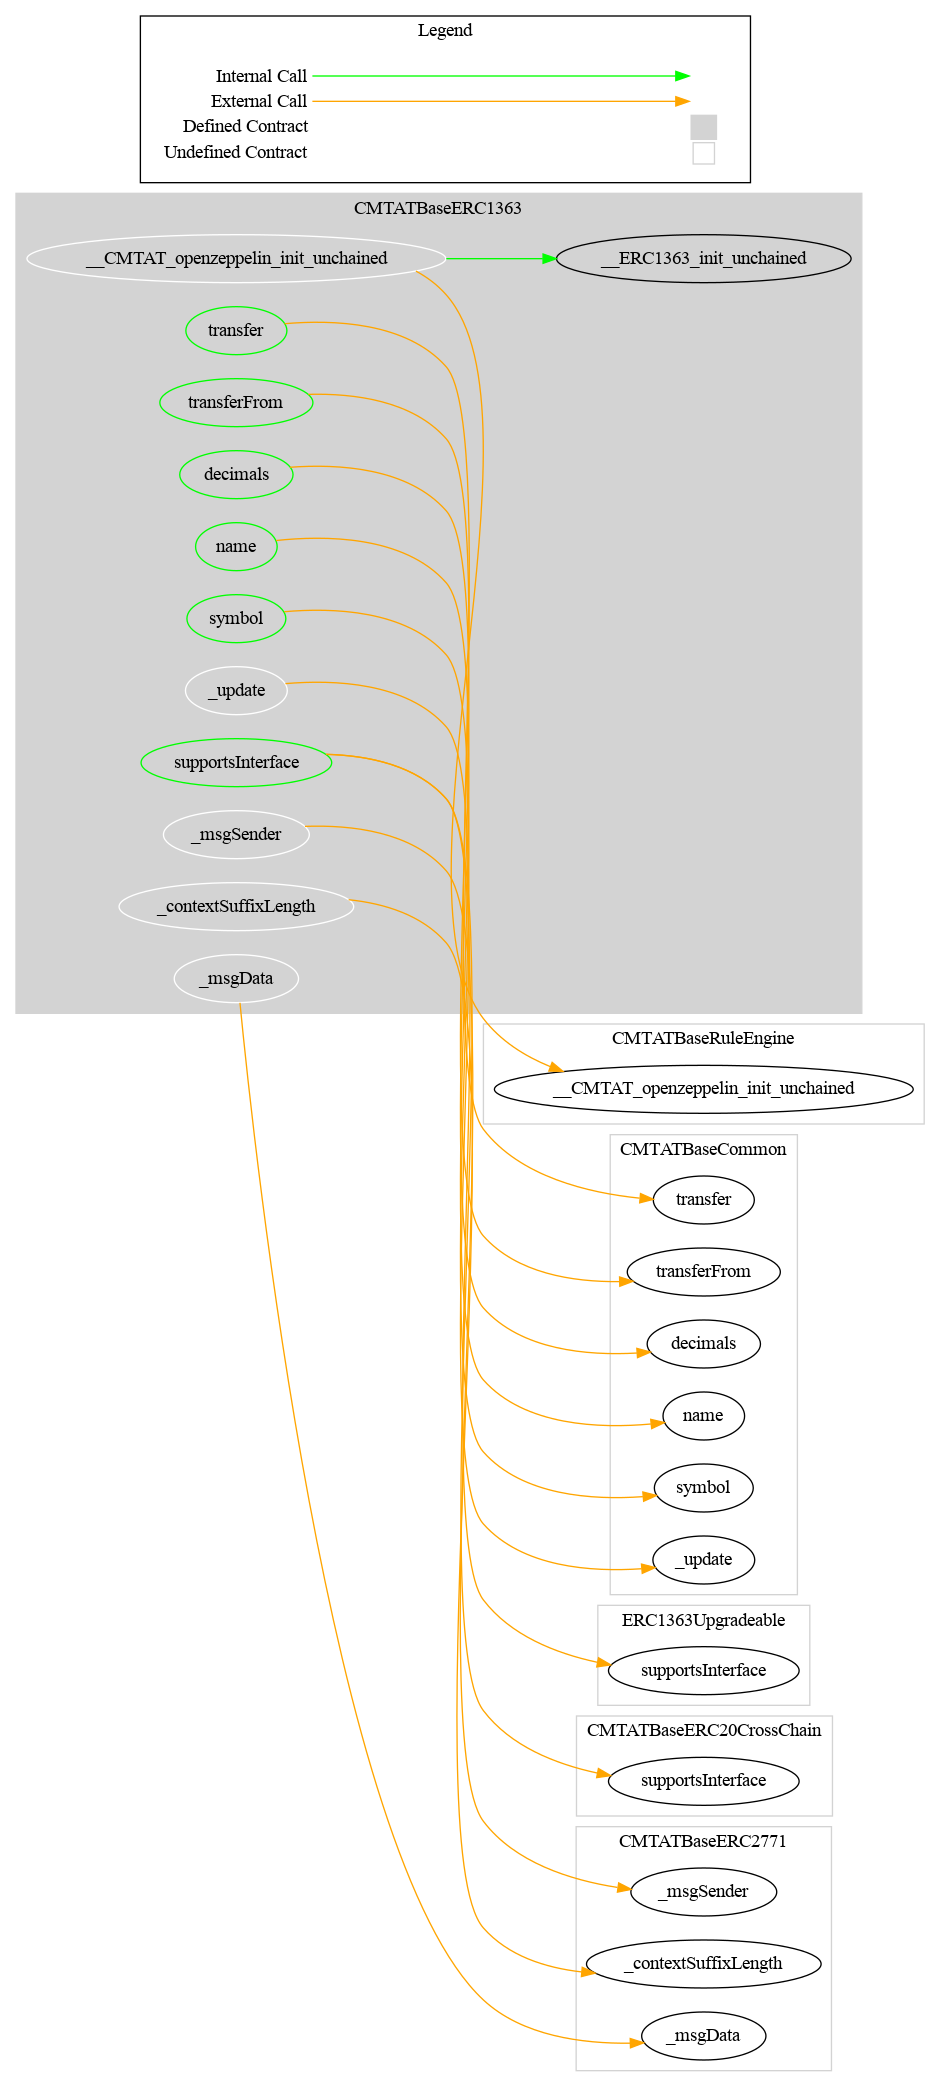 Legend
Internal Call
External Call
Defined Contract
Undefined Contract
CMTATBaseERC1363
__CMTAT_openzeppelin_init_unchained
__ERC1363_init_unchained
transfer
transferFrom
decimals
name
symbol
_update
supportsInterface
_msgSender
_contextSuffixLength
_msgData
CMTATBaseRuleEngine
__CMTAT_openzeppelin_init_unchained
CMTATBaseCommon
transfer
transferFrom
decimals
name
symbol
_update
ERC1363Upgradeable
supportsInterface
CMTATBaseERC20CrossChain
supportsInterface
CMTATBaseERC2771
_msgSender
_contextSuffixLength
_msgData